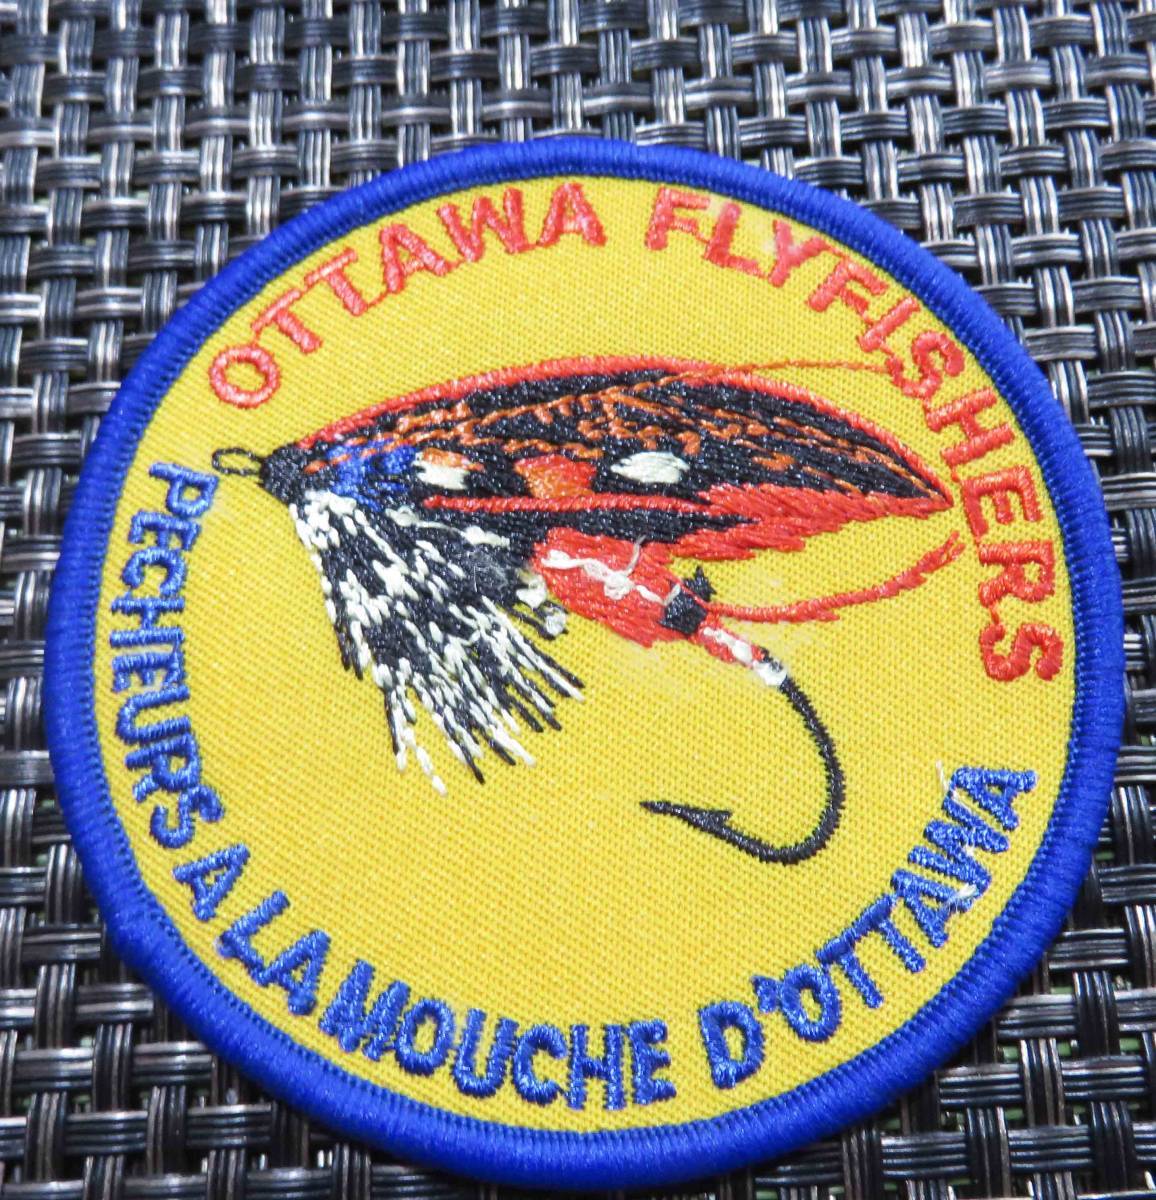 OTTAWA FLYFISHERS
PECHEURS A LA MOUCHE D'OTTAWA